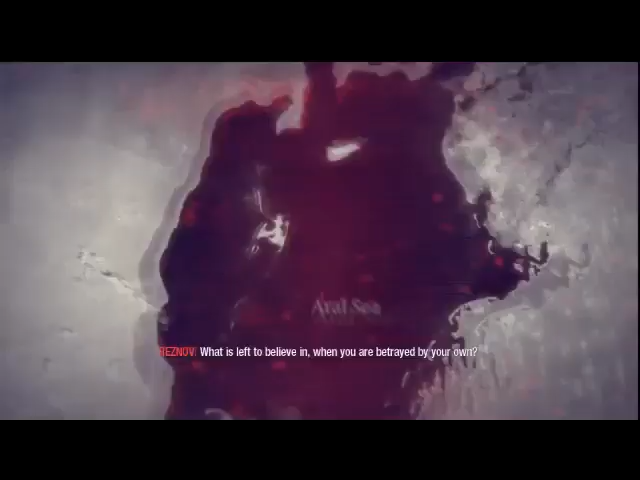 Aral Sea
REZNOV: What is left to believe in, when you are betrayed by your own?